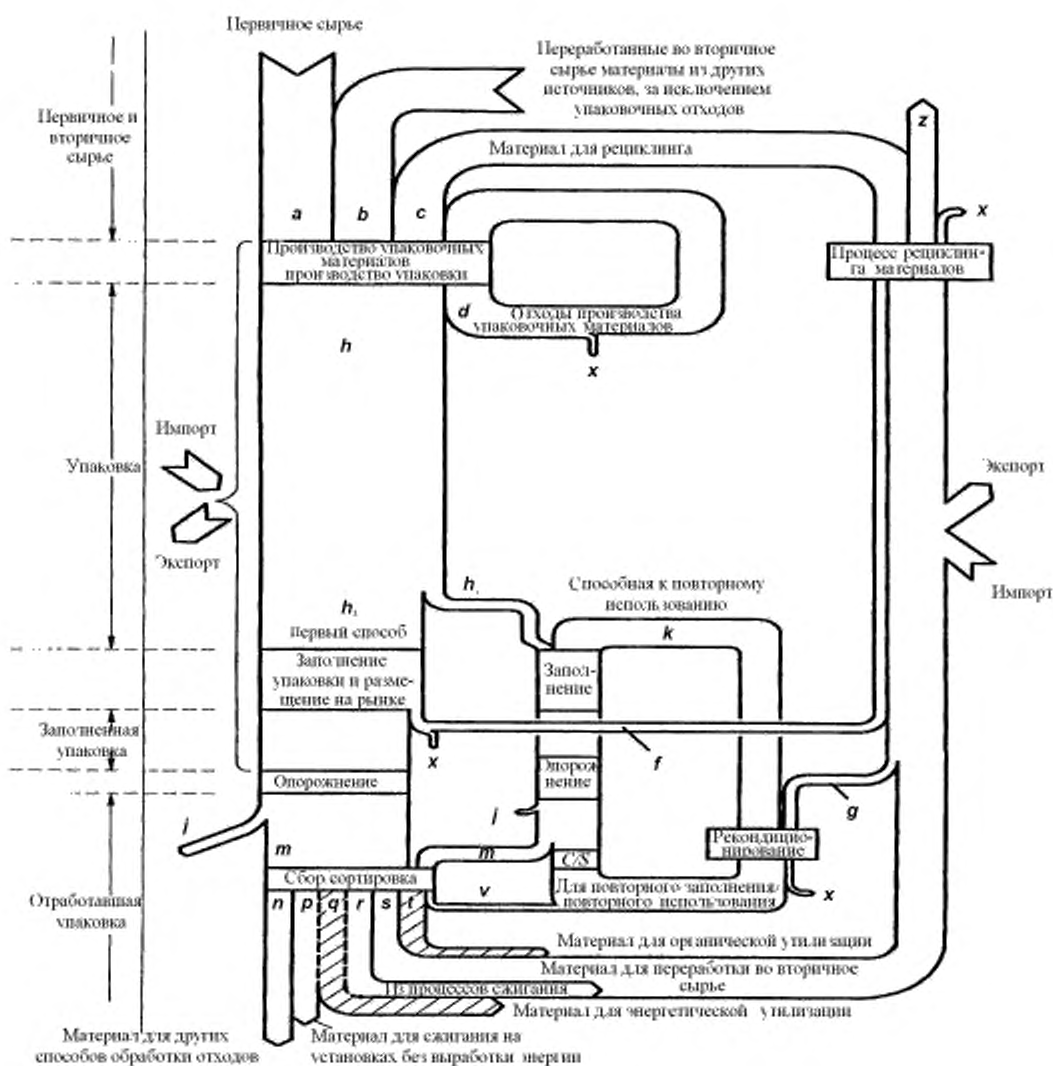 Первичное сырье
Переработанные во вторичное
сырье материалы из других
источников, за исключением
упаковочных отходов
Первичное и
вторичное
сырье
z
Материал для рециклинга
a
b
c
x
Производство упаковочных
материалов
производство упаковки
Процесс рециклин-
га материалов
d
Отходы производства
упаковочных материалов
h
x
Импорт
Упаковка
Экспорт
Экспорт
Импорт
h,
Способная к повторному
использованию
k
h₁
Первый способ
Заполнение
упаковки и разме-
щение на рынке
Запол-
нение
Заполненная
упаковка
x
f
Опорожнение
Опорож-
нение
g
j
j
Рекондицио-
нирование
m
m
C/S
Сбор сортировка
v
Для повторного заполнения/
повторного использования
x
Отработавшая
упаковка
n
p
q
r
s
t
Материал для органической утилизации
Материал для переработки во вторичное
сырье
Из процессов сжигания
Материал для энергетической утилизации
Материал для других
способов обработки отходов
Материал для сжигания на
установках без выработки энергии